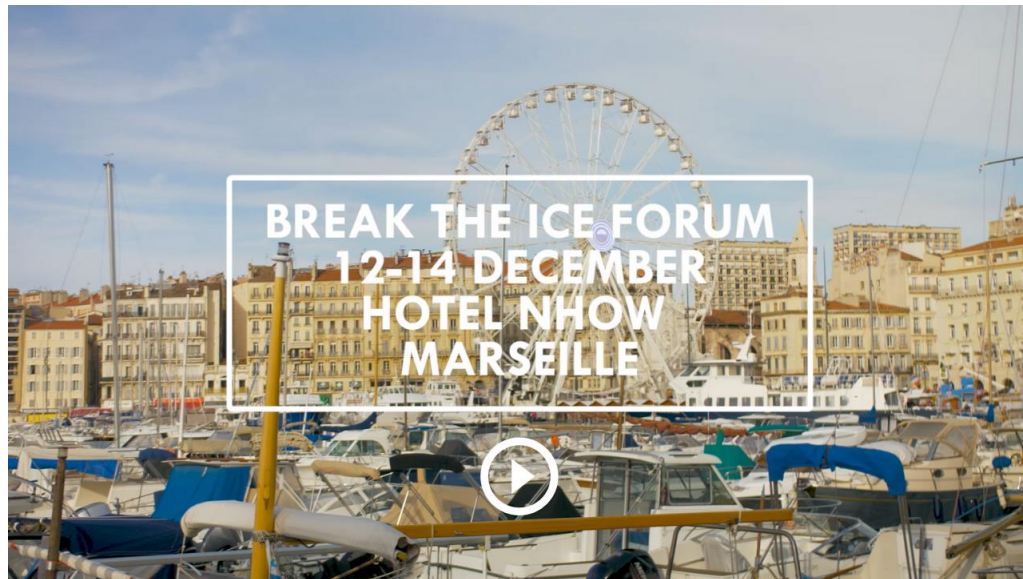 BREAK THE ICE FORUM
12-14 DECEMBER
HOTEL NHOW
MARSEILLE